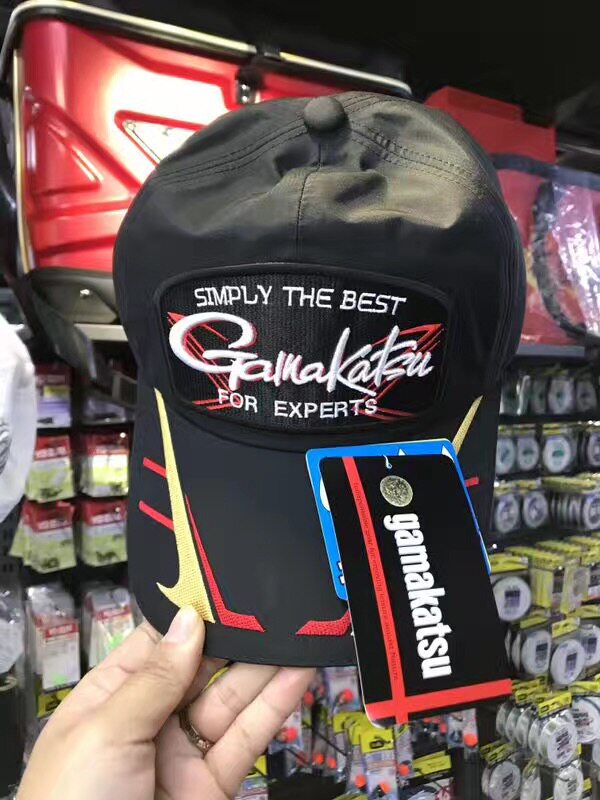 SIMPLY THE BEST
Gamakatsu
FOR EXPERTS
gamakatsu